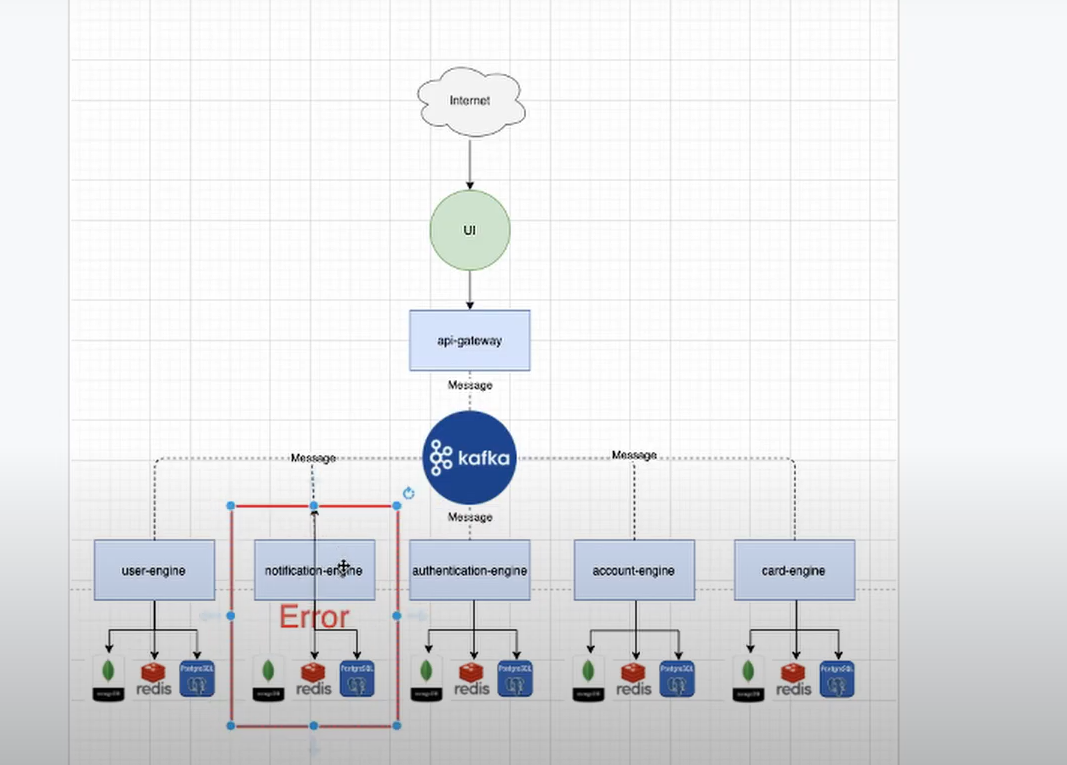 Internet
UI
api-gateway
Message
kafka
Message
Message
Message
user-engine
notification-engine
authentication-engine
account-engine
card-engine
Error
mongoDB
redis
PostgreSQL
mongoDB
redis
PostgreSQL
mongoDB
redis
PostgreSQL
mongoDB
redis
PostgreSQL
mongoDB
redis
PostgreSQL